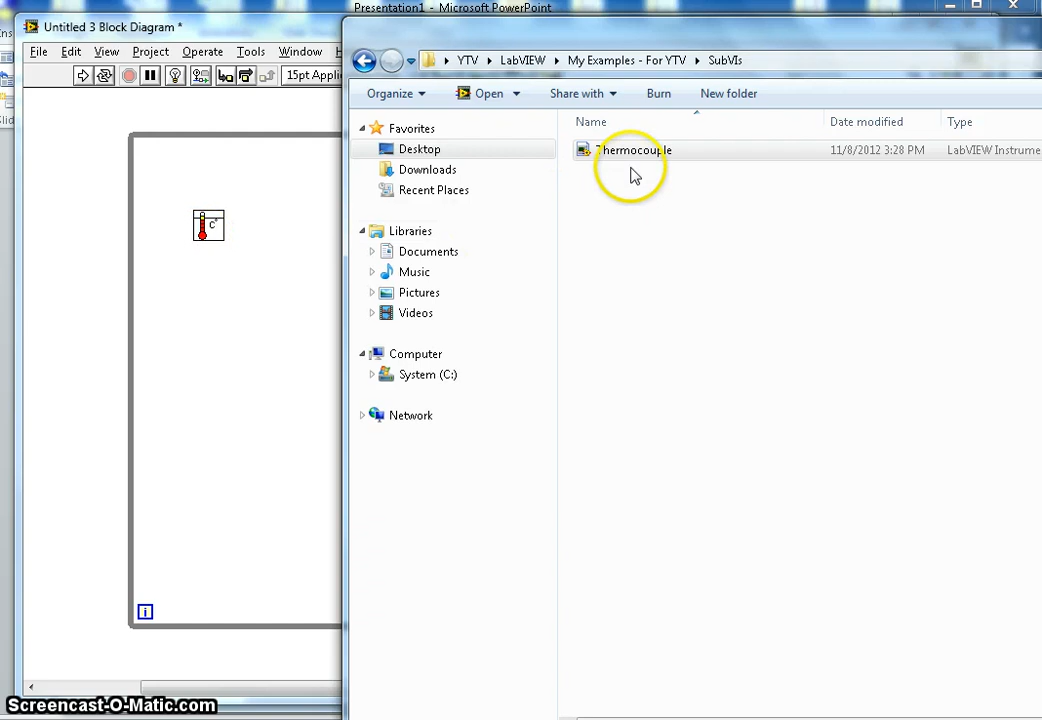 Presentation1 - Microsoft PowerPoint
Untitled 3 Block Diagram *
File Edit View Project Operate Tools Window
15pt Appli
YTV LabVIEW My Examples - For YTV SubVIs
Organize Open Share with Burn New folder
Favorites
Desktop
Downloads
Recent Places
Libraries
Documents
Music
Pictures
Videos
Computer
System (C:)
Network
Name Date modified Type
Thermocouple 11/8/2012 3:28 PM LabVIEW Instrume
C°
i
Screencast-O-Matic.com